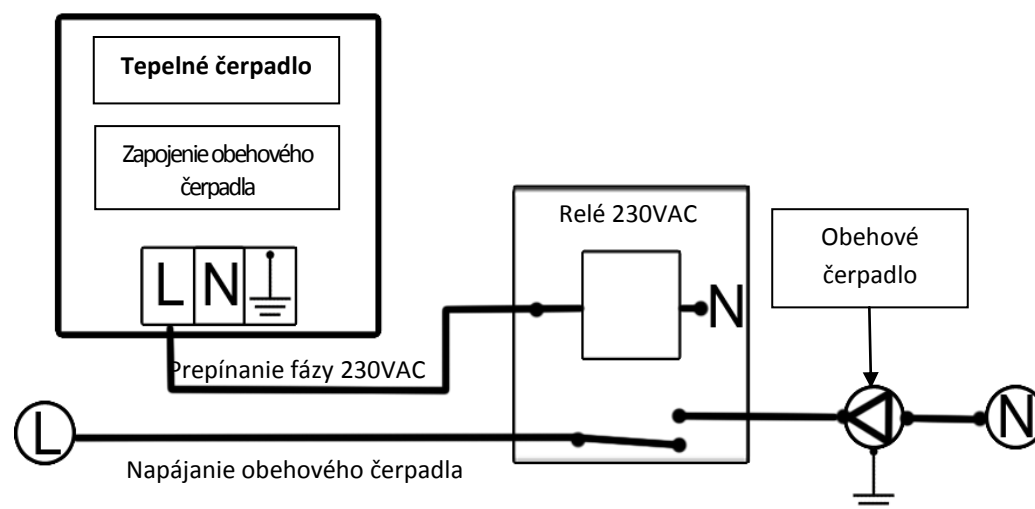 Tepelné čerpadlo
Zapojenie obehového
čerpadla
L N
Relé 230VAC
N
Obehové
čerpadlo
Prepínanie fázy 230VAC
L
N
Napájanie obehového čerpadla